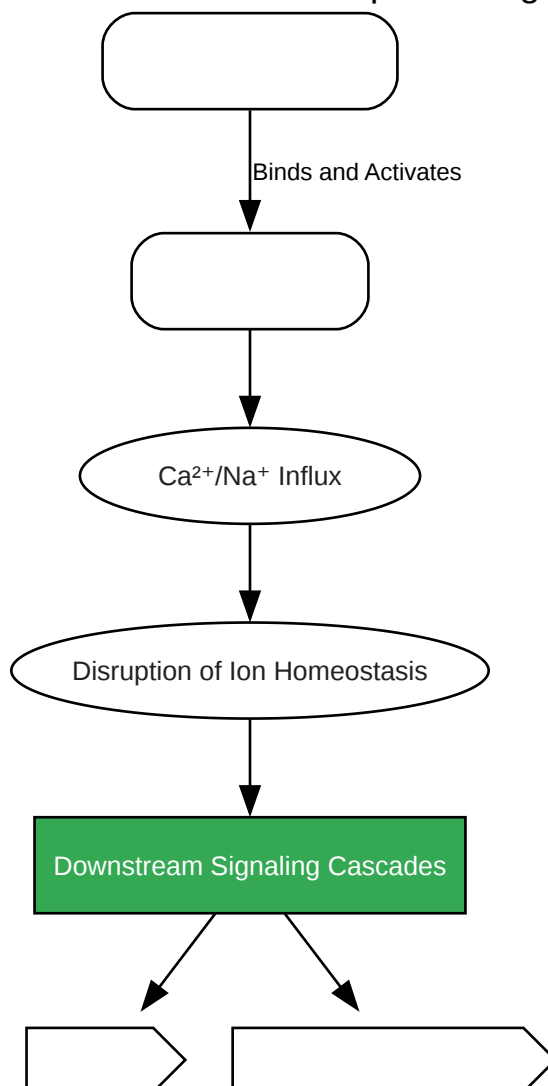 Binds and Activates
Ca²⁺/Na⁺ Influx
Disruption of Ion Homeostasis
Downstream Signaling Cascades